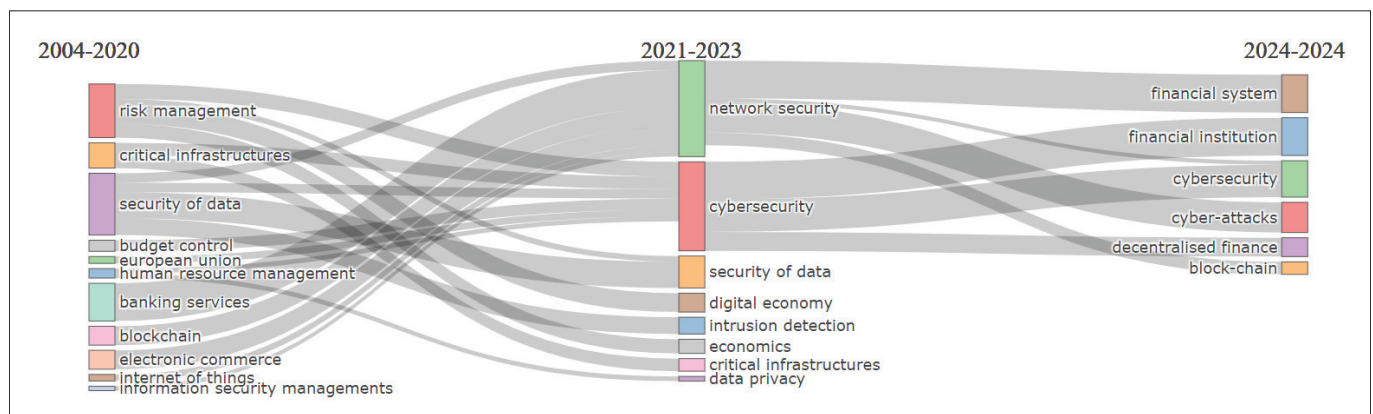 2004-2020
risk management
critical infrastructures
security of data
budget control
european union
human resource management
banking services
blockchain
electronic commerce
internet of things
information security managements
2021-2023
network security
cybersecurity
security of data
digital economy
intrusion detection
economics
critical infrastructures
data privacy
2024-2024
financial system
financial institution
cybersecurity
cyber-attacks
decentralised finance
block-chain